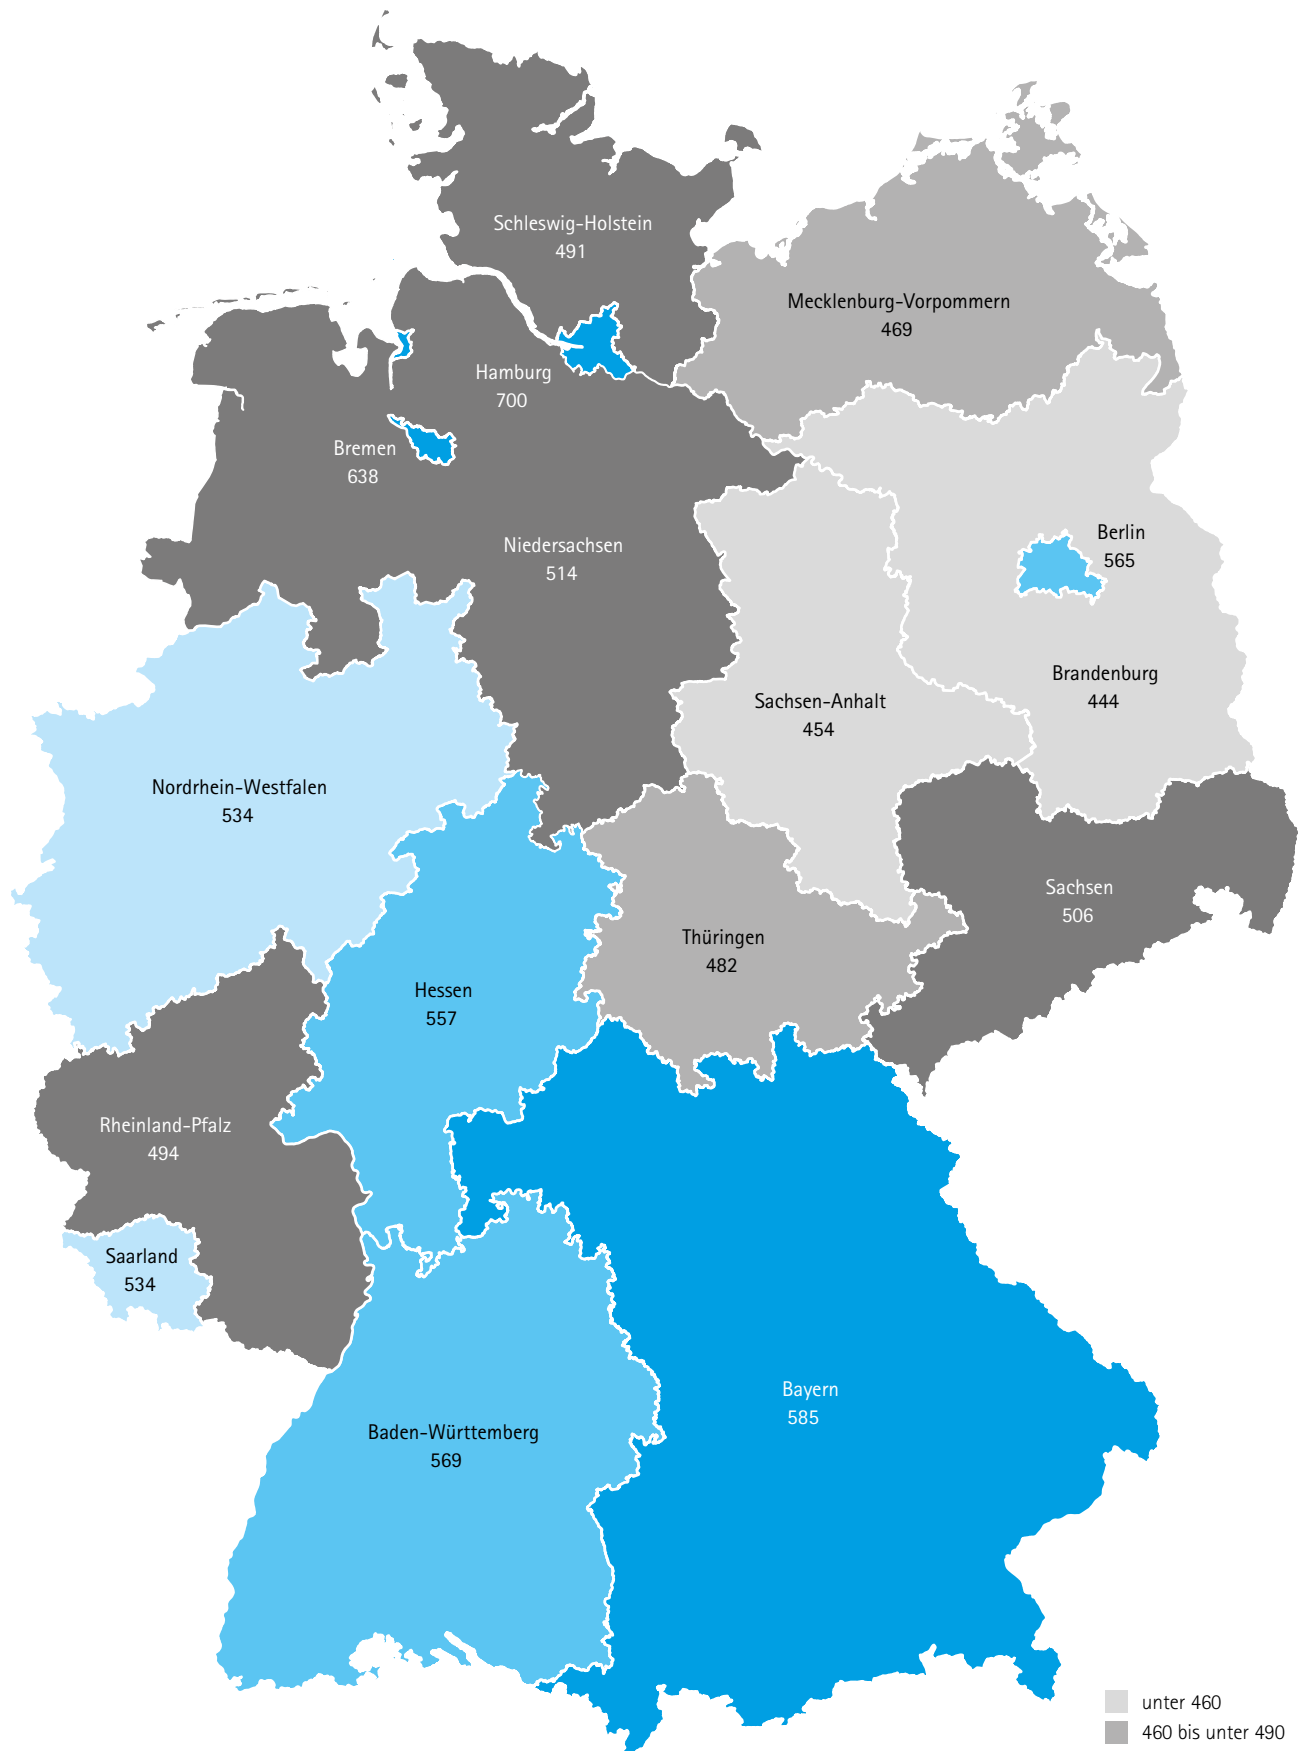 Schleswig-Holstein
491
Mecklenburg-Vorpommern
469
Hamburg
700
Bremen
638
Niedersachsen
514
Berlin
565
Brandenburg
444
Sachsen-Anhalt
454
Nordrhein-Westfalen
534
Sachsen
506
Thüringen
482
Hessen
557
Rheinland-Pfalz
494
Saarland
534
Bayern
585
Baden-Württemberg
569
unter 460
460 bis unter 490